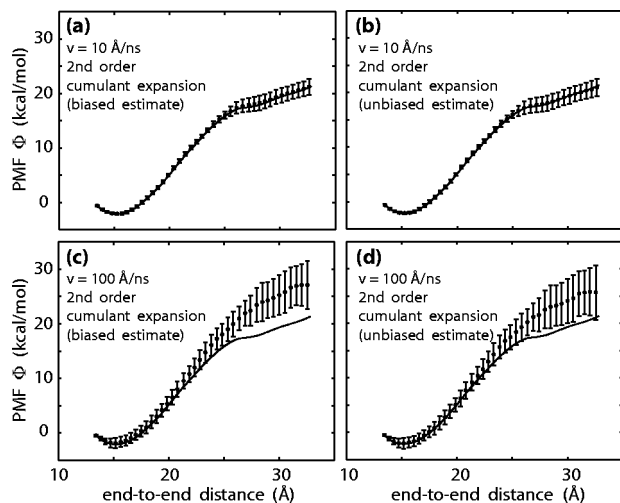 (a)
v = 10 Å/ns
2nd order
cumulant expansion
(biased estimate)
(b)
v = 10 Å/ns
2nd order
cumulant expansion
(unbiased estimate)
PMF Φ (kcal/mol)
30
20
10
0
(c)
v = 100 Å/ns
2nd order
cumulant expansion
(biased estimate)
(d)
v = 100 Å/ns
2nd order
cumulant expansion
(unbiased estimate)
PMF Φ (kcal/mol)
30
20
10
0
10 20 30 10 20 30
end-to-end distance (Å) end-to-end distance (Å)